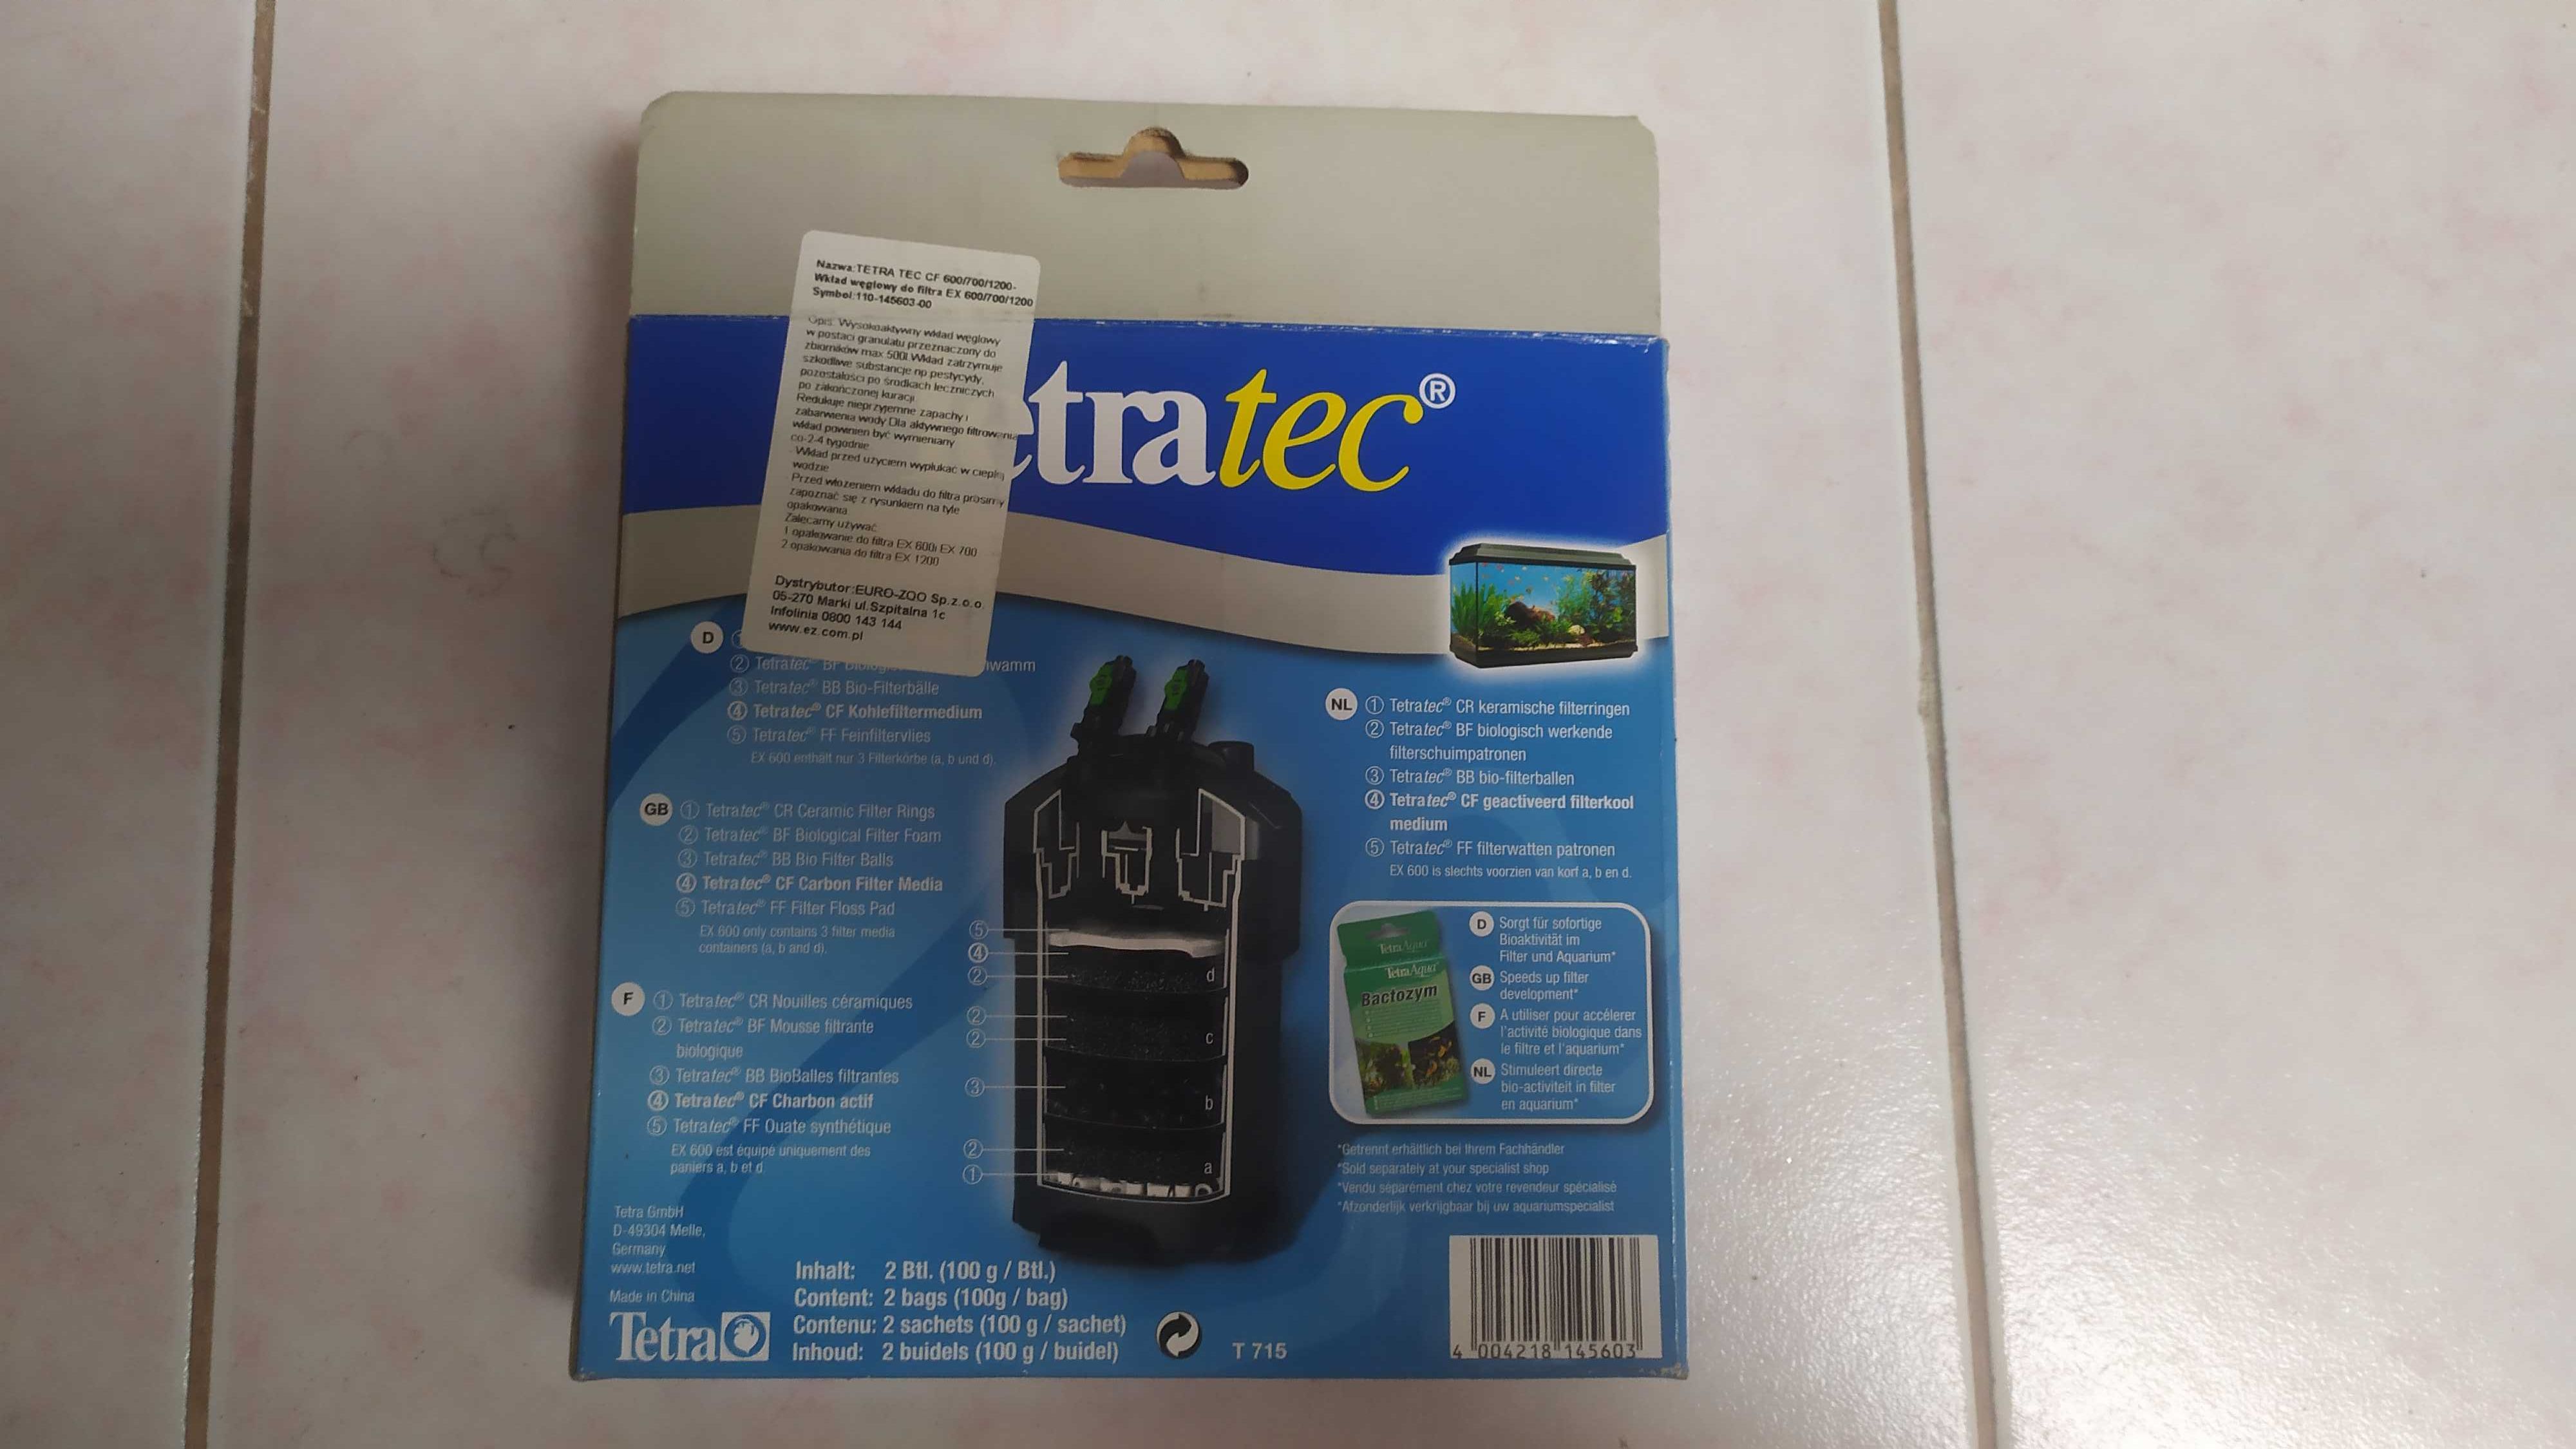 Nazwa:TETRA TEC CF 600/700/1200-
Wkład węglowy do filtra EX 600/700/1200
Symbol:110-145603-00
Opis: Wysokoaktywny wkład węglowy
w postaci granulatu przeznaczony do
zbiorników max 500l Wkład zatrzymuje
szkodliwe substancje np pestycydy,
pozostałości po środkach leczniczych
po zakończonej kuracji
Redukuje nieprzyjemne zapachy i
zabarwienia wody Dla aktywnego filtrowania
wkład powinien być wymieniany
co-2-4 tygodnie
- Wkład przed użyciem wypłukać w ciepłej
wodzie
Przed włożeniem wkładu do filtra prosimy
zapoznać się z rysunkiem na tyle
opakowania
Zalecamy używać
1 opakowanie do filtra EX 600i EX 700
2 opakowania do filtra EX 1200
Dystrybutor:EURO-ZOO Sp.z.o.o.
05-270 Marki ul.Szpitalna 1c
Infolinia 0800 143 144
www.ez.com.pl
etratec®
D ①
② Tetratec® BF hwamm
③ Tetratec® BB Bio-Filterbälle
④ Tetratec® CF Kohlefiltermedium
⑤ Tetratec® FF Feinfiltervlies
EX 600 enthält nur 3 Filterkörbe (a, b und d).
GB ① Tetratec® CR Ceramic Filter Rings
② Tetratec® BF Biological Filter Foam
③ Tetratec® BB Bio Filter Balls
④ Tetratec® CF Carbon Filter Media
⑤ Tetratec® FF Filter Floss Pad
EX 600 only contains 3 filter media
containers (a, b and d).
F ① Tetratec® CR Nouilles céramiques
② Tetratec® BF Mousse filtrante
biologique
③ Tetratec® BB BioBalles filtrantes
④ Tetratec® CF Charbon actif
⑤ Tetratec® FF Ouate synthétique
EX 600 est équipé uniquement des
paniers a, b et d.
⑤
④
② d
②
② c
③ b
② a
①
NL ① Tetratec® CR keramische filterringen
② Tetratec® BF biologisch werkende
filterschuimpatronen
③ Tetratec® BB bio-filterballen
④ Tetratec® CF geactiveerd filterkool
medium
⑤ Tetratec® FF filterwatten patronen
EX 600 is slechts voorzien van korf a, b en d.
TetraAqua
TetraAqua®
Bactozym
D Sorgt für sofortige
Bioaktivität im
Filter und Aquarium*
GB Speeds up filter
development*
F A utiliser pour accélerer
l'activité biologique dans
le filtre et l'aquarium*
NL Stimuleert directe
bio-activiteit in filter
en aquarium*
*Getrennt erhältlich bei Ihrem Fachhändler
*Sold separately at your specialist shop
*Vendu séparément chez votre revendeur spécialisé
*Afzonderlijk verkrijgbaar bij uw aquariumspecialist
Tetra GmbH
D-49304 Melle,
Germany
www.tetra.net
Made in China
Tetra
Inhalt: 2 Btl. (100 g / Btl.)
Content: 2 bags (100g / bag)
Contenu: 2 sachets (100 g / sachet)
Inhoud: 2 buidels (100 g / buidel)
T 715
4 004218 145603